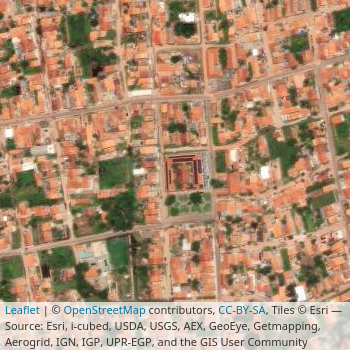 Leaflet | © OpenStreetMap contributors, CC-BY-SA, Tiles © Esri —
Source: Esri, i-cubed, USDA, USGS, AEX, GeoEye, Getmapping,
Aerogrid, IGN, IGP, UPR-EGP, and the GIS User Community